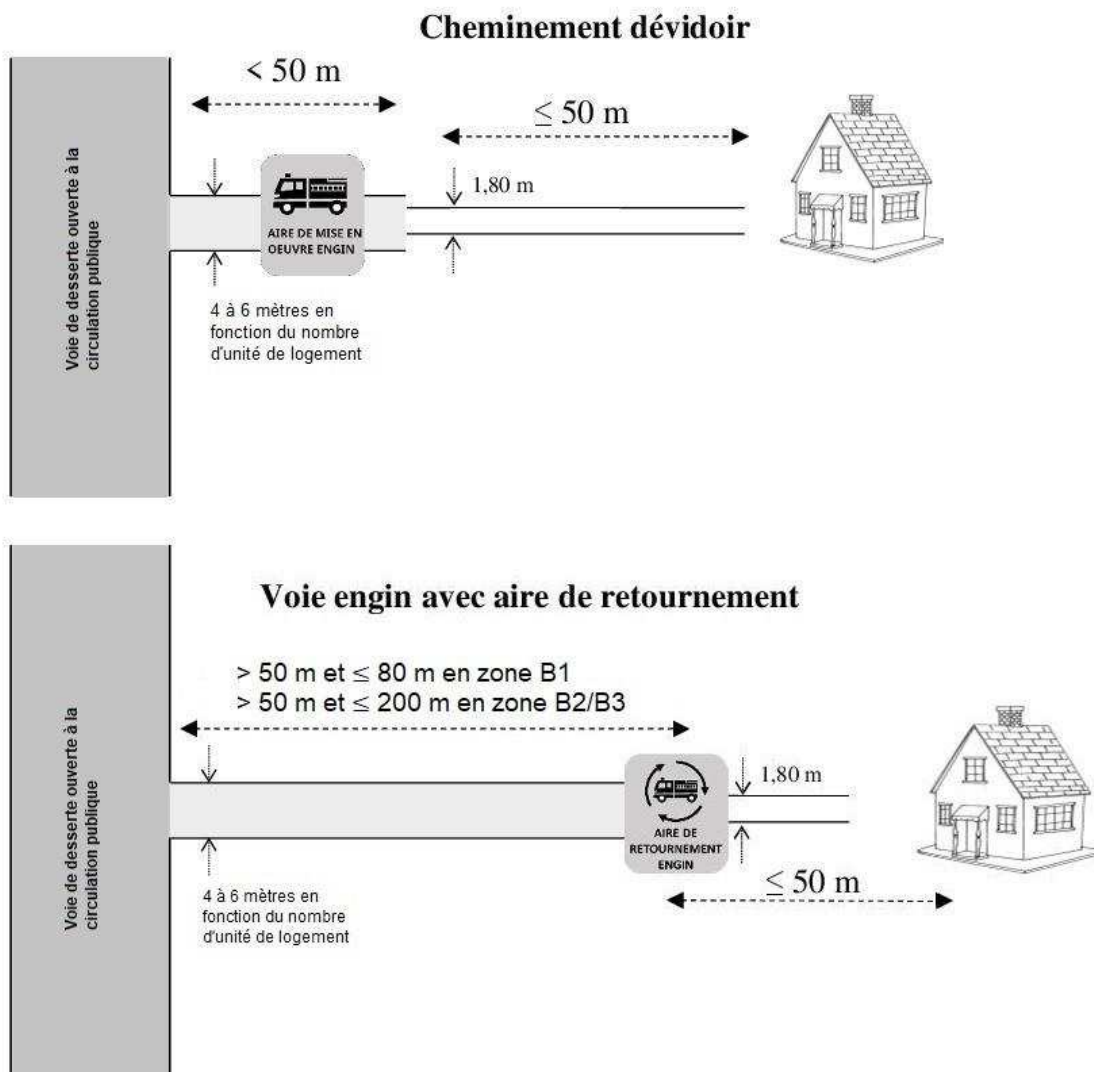 Cheminement dévidoir
< 50 m
≤ 50 m
1,80 m
Voie de desserte ouverte à la
circulation publique
AIRE DE MISE EN
OEUVRE ENGIN
4 à 6 mètres en
fonction du nombre
d'unité de logement
Voie engin avec aire de retournement
> 50 m et ≤ 80 m en zone B1
> 50 m et ≤ 200 m en zone B2/B3
Voie de desserte ouverte à la
circulation publique
1,80 m
AIRE DE
RETOURNEMENT
ENGIN
≤ 50 m
4 à 6 mètres en
fonction du nombre
d'unité de logement